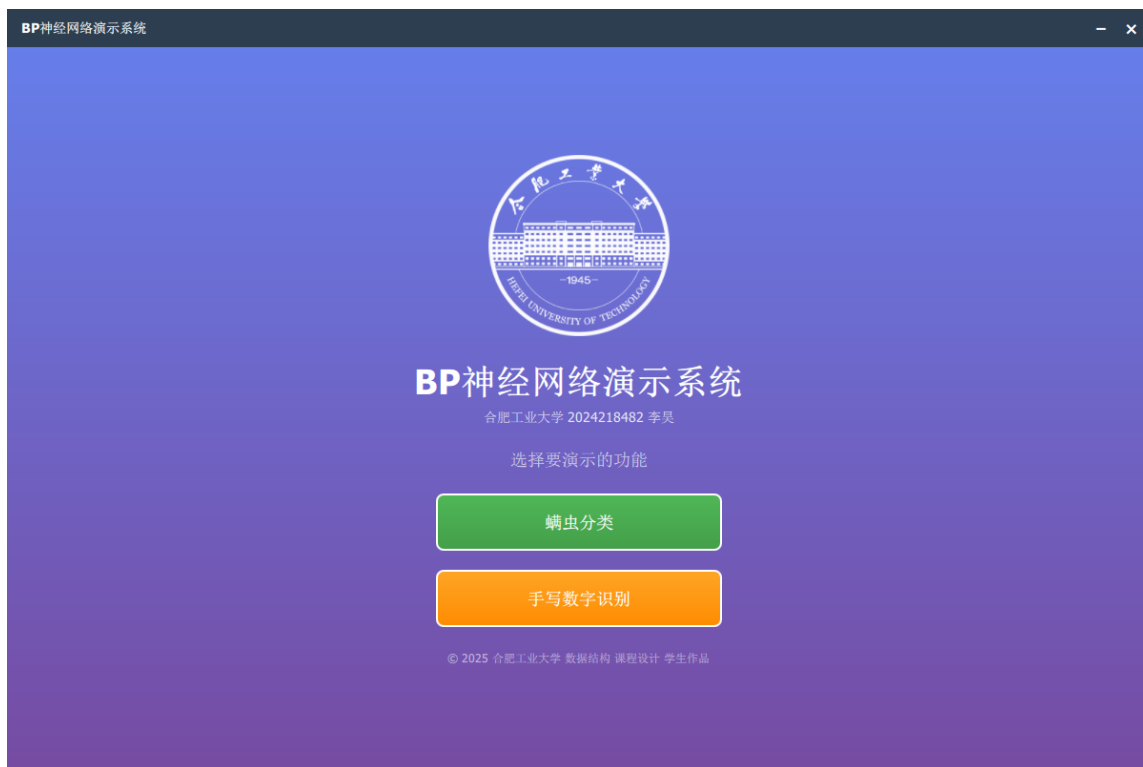 BP神经网络演示系统
合肥工业大学
-1945-
HEFEI UNIVERSITY OF TECHNOLOGY
BP神经网络演示系统
合肥工业大学 2024218482 李昊
选择要演示的功能
螨虫分类
手写数字识别
© 2025 合肥工业大学 数据结构 课程设计 学生作品